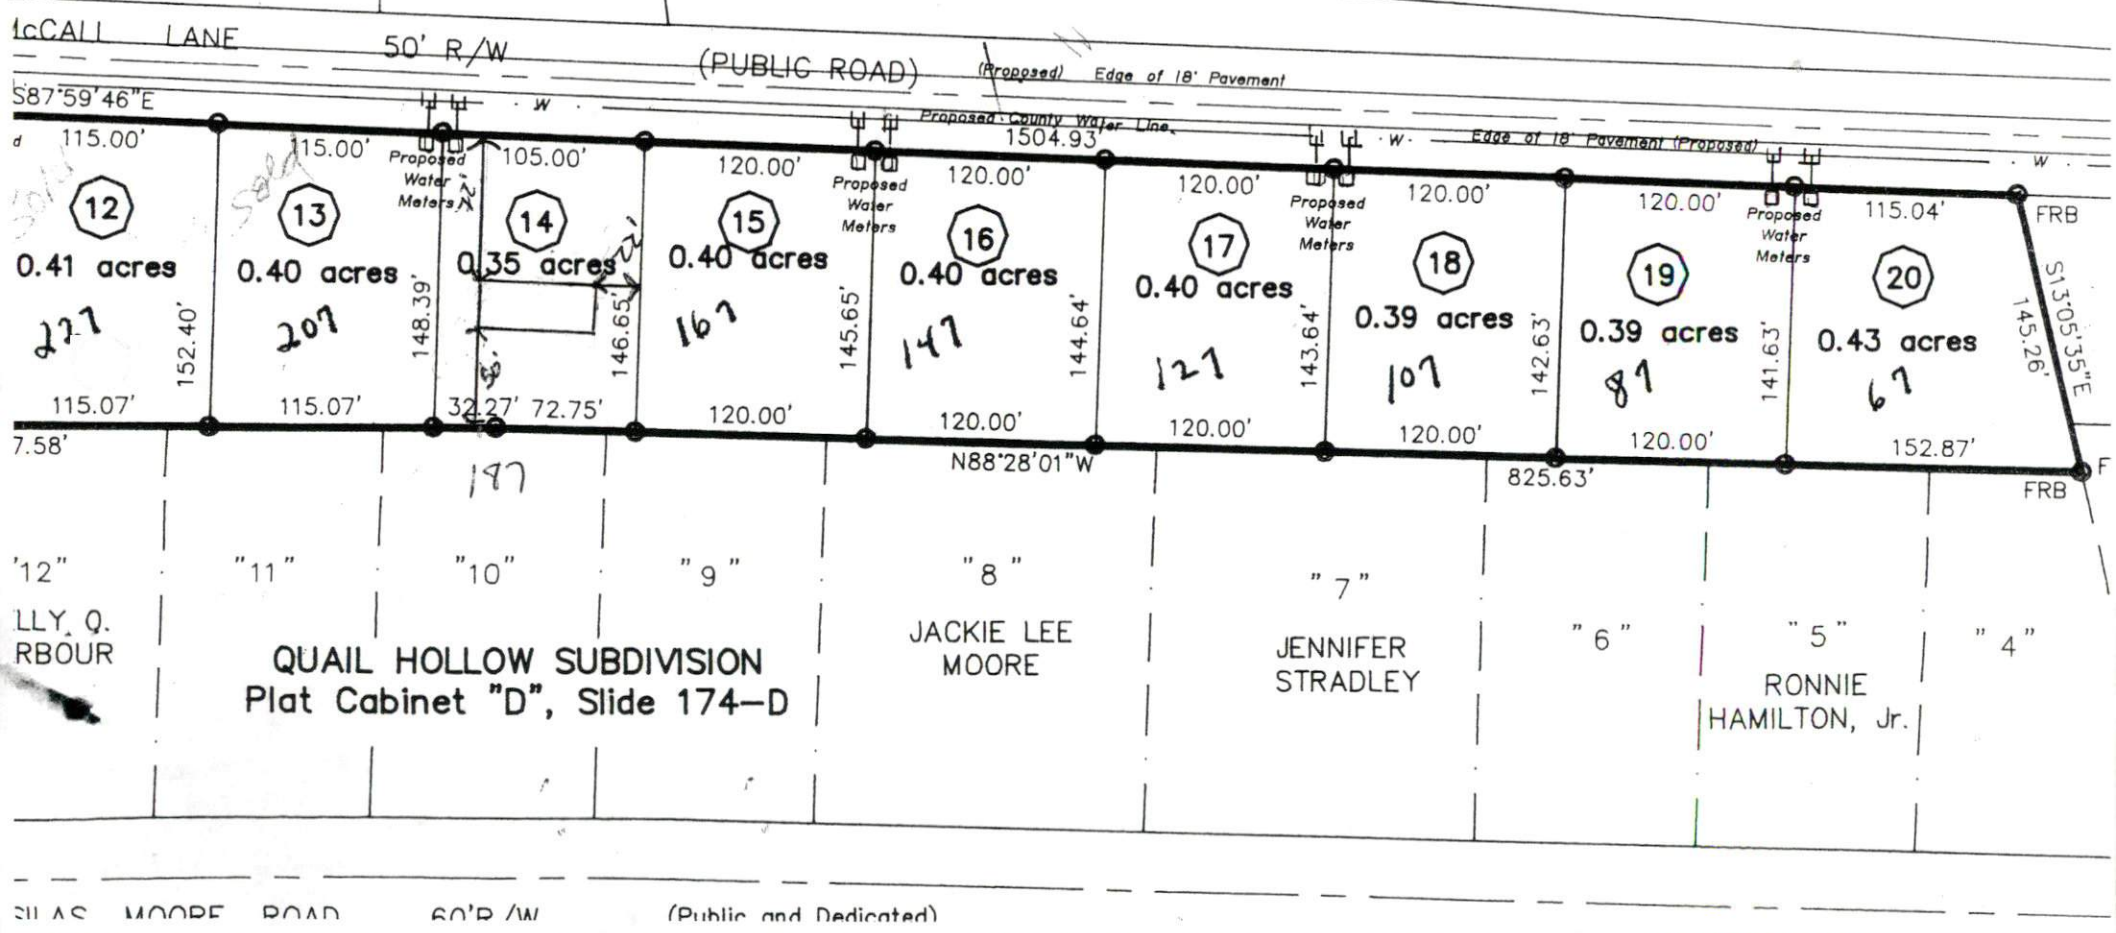 McCALL LANE 50' R/W (PUBLIC ROAD) (Proposed) Edge of 18' Pavement
S87°59'46"E
W
Proposed County Water Line
1504.93
W
Edge of 18' Pavement (Proposed)
W
d
115.00'
115.00'
105.00'
120.00'
120.00'
120.00'
120.00'
120.00'
115.04'
FRB
sold
Proposed
Water
Meters
Proposed
Water
Meters
Proposed
Water
Meters
Proposed
Water
Meters
12
13
14
15
16
17
18
19
20
0.41 acres
0.40 acres
0.35 acres
0.40 acres
0.40 acres
0.40 acres
0.39 acres
0.39 acres
0.43 acres
22'
227
207
167
147
127
107
87
67
152.40'
148.39'
146.65'
145.65'
144.64'
143.64'
142.63'
141.63'
S13°05'35"E
145.26'
50'
115.07'
115.07'
32.27'
72.75'
120.00'
120.00'
120.00'
120.00'
120.00'
152.87'
7.58'
187
N88°28'01"W
825.63'
FRB
F
'12"
"11"
"10"
"9"
"8"
"7"
"6"
"5"
"4"
LLY Q.
RBOUR
QUAIL HOLLOW SUBDIVISION
Plat Cabinet "D", Slide 174-D
JACKIE LEE
MOORE
JENNIFER
STRADLEY
RONNIE
HAMILTON, Jr.
SILAS MOORE ROAD 60'R/W (Public and Dedicated)